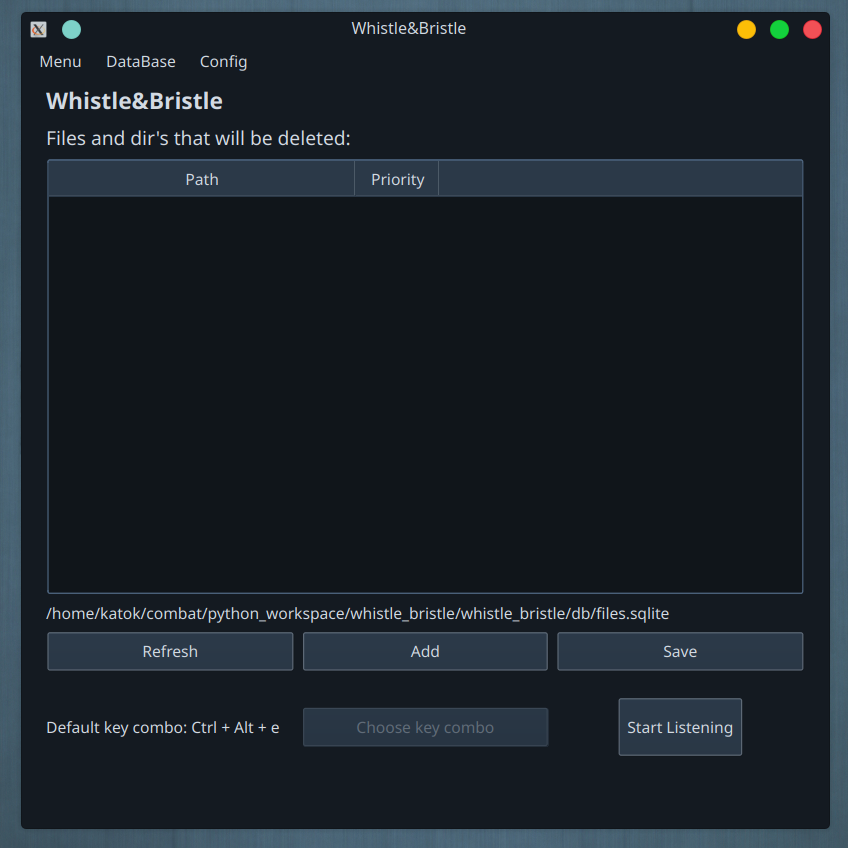 Whistle&Bristle
Menu DataBase Config
Whistle&Bristle
Files and dir's that will be deleted:
Path Priority
/home/katok/combat/python_workspace/whistle_bristle/whistle_bristle/db/files.sqlite
Refresh Add Save
Default key combo: Ctrl + Alt + e Choose key combo Start Listening